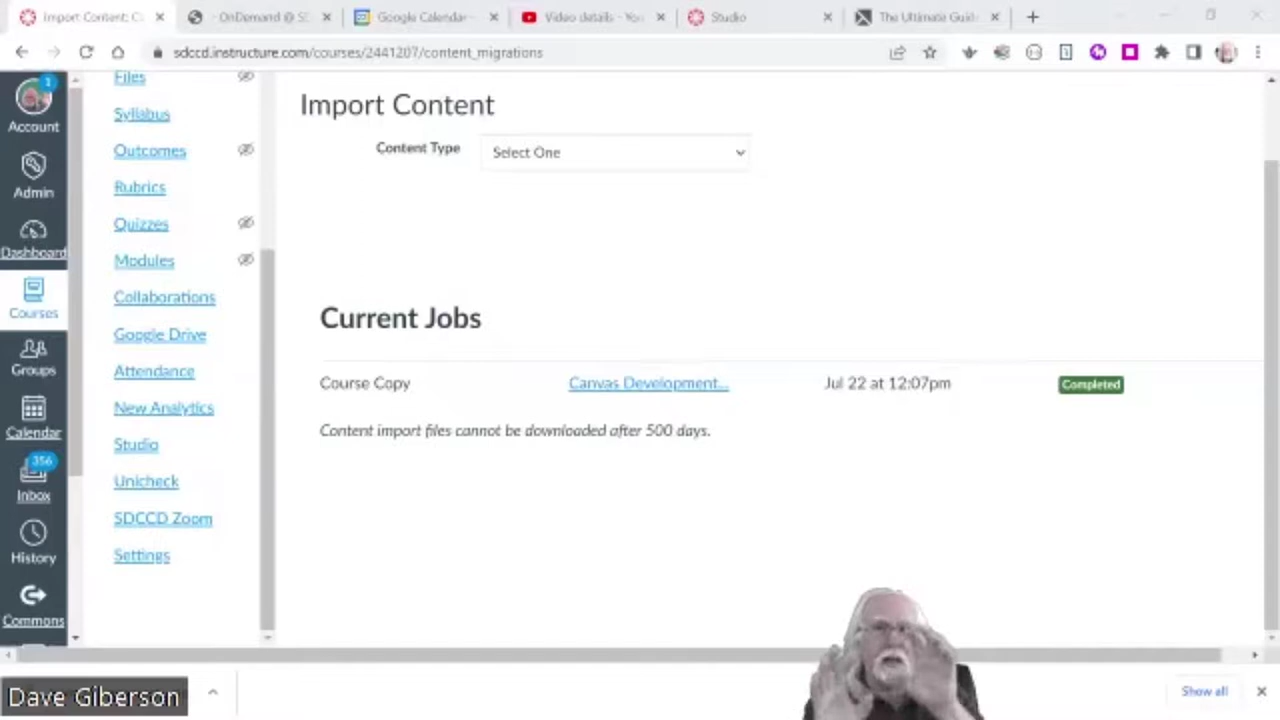 Import Content: C
OnDemand @ S
Google Calendar -
Video details - You
Studio
The Ultimate Guid
sdccd.instructure.com/courses/2441207/content_migrations
1
Account
Admin
Dashboard
Courses
Groups
Calendar
356
Inbox
History
Commons
Files
Syllabus
Outcomes
Rubrics
Quizzes
Modules
Collaborations
Google Drive
Attendance
New Analytics
Studio
Unicheck
SDCCD Zoom
Settings
Import Content
Content Type Select One
Current Jobs
Course Copy Canvas Development... Jul 22 at 12:07pm Completed
Content import files cannot be downloaded after 500 days.
Dave Giberson
Show all